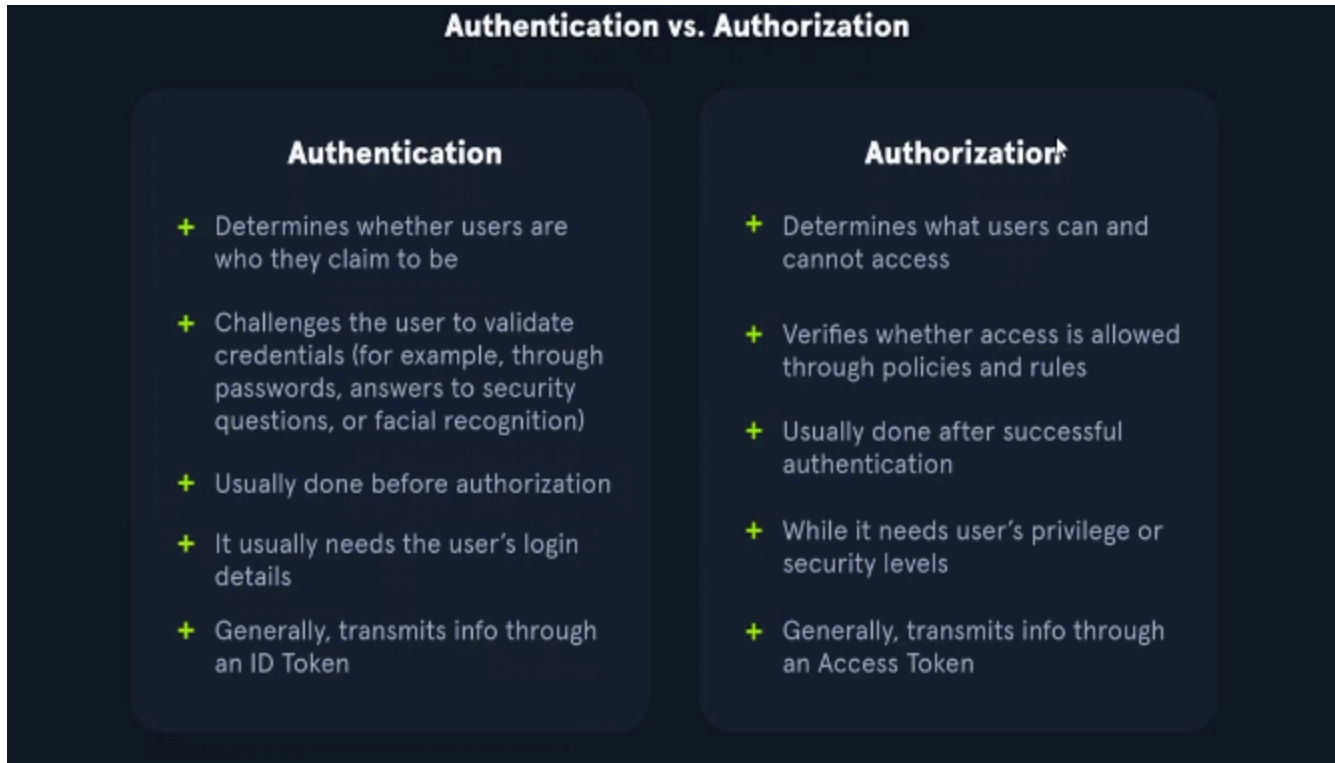 Authentication vs. Authorization
Authentication
+ Determines whether users are
who they claim to be
+ Challenges the user to validate
credentials (for example, through
passwords, answers to security
questions, or facial recognition)
+ Usually done before authorization
+ It usually needs the user’s login
details
+ Generally, transmits info through
an ID Token
Authorization
+ Determines what users can and
cannot access
+ Verifies whether access is allowed
through policies and rules
+ Usually done after successful
authentication
+ While it needs user’s privilege or
security levels
+ Generally, transmits info through
an Access Token